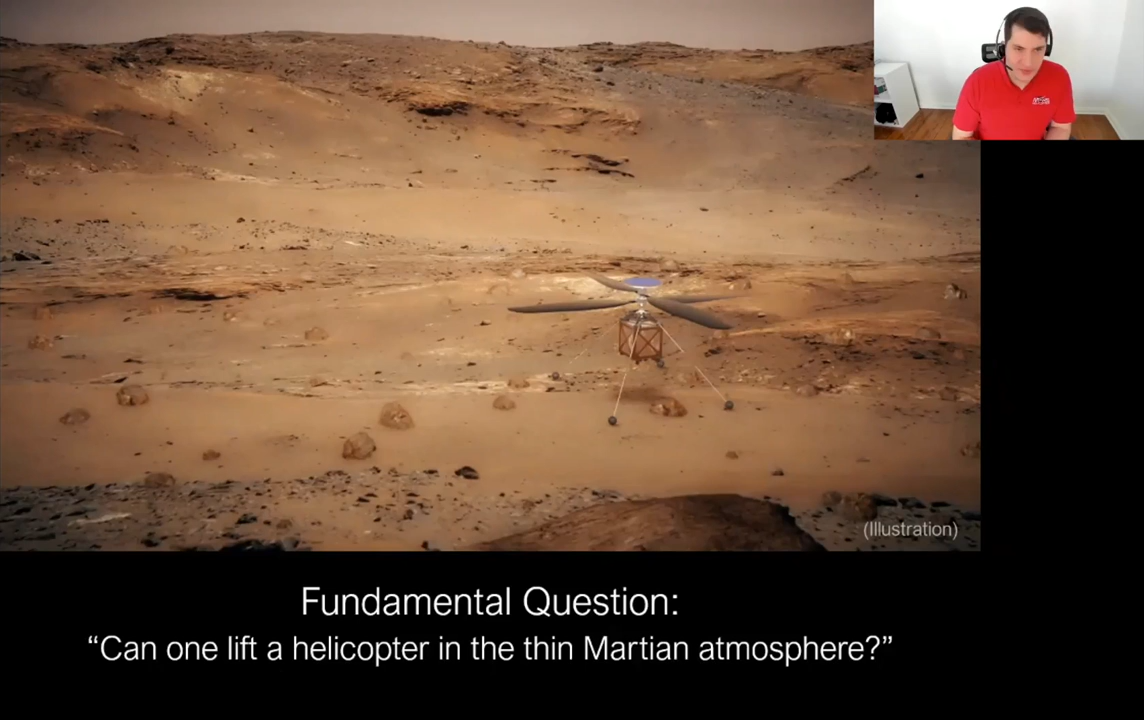 (Illustration)
Fundamental Question:
“Can one lift a helicopter in the thin Martian atmosphere?”